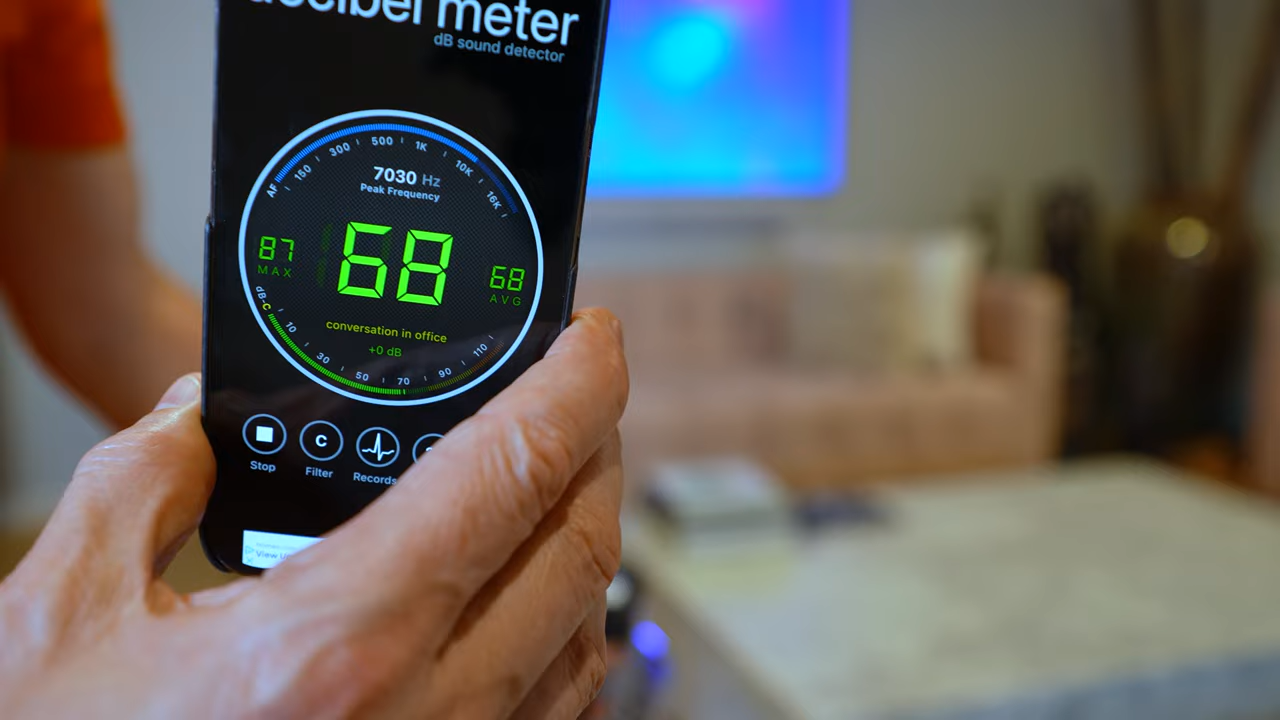 decibel meter
dB sound detector
AF 150 300 500 1K 10K 16K
7030 Hz
Peak Frequency
87
MAX
68
68
AVG
dB-C 10 30 50 70 90 110
conversation in office
+0 dB
C
Stop Filter Records
View